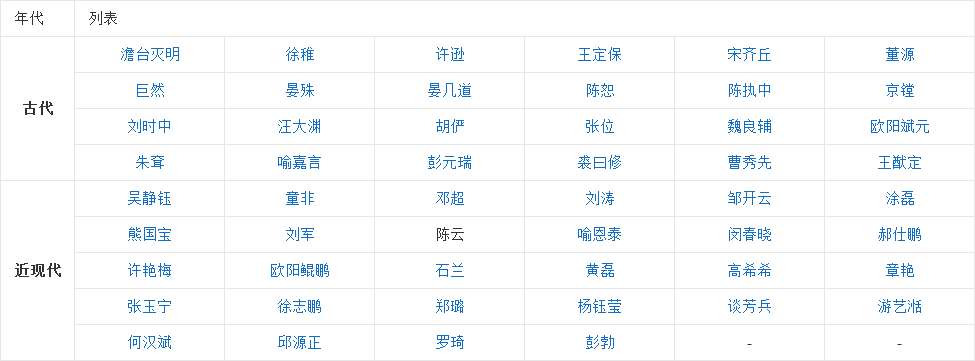 年代 列表
古代
澹台灭明 徐稚 许逊 王定保 宋齐丘 董源
巨然 晏殊 晏几道 陈恕 陈执中 京镗
刘时中 汪大渊 胡俨 张位 魏良辅 欧阳斌元
朱耷 喻嘉言 彭元瑞 裘曰修 曹秀先 王猷定
近现代
吴静钰 童非 邓超 刘涛 邹开云 涂磊
熊国宝 刘军 陈云 喻恩泰 闵春晓 郝仕鹏
许艳梅 欧阳鲲鹏 石兰 黄磊 高希希 章艳
张玉宁 徐志鹏 郑璐 杨钰莹 谈芳兵 游艺湉
何汉斌 邱源正 罗琦 彭勃 - -